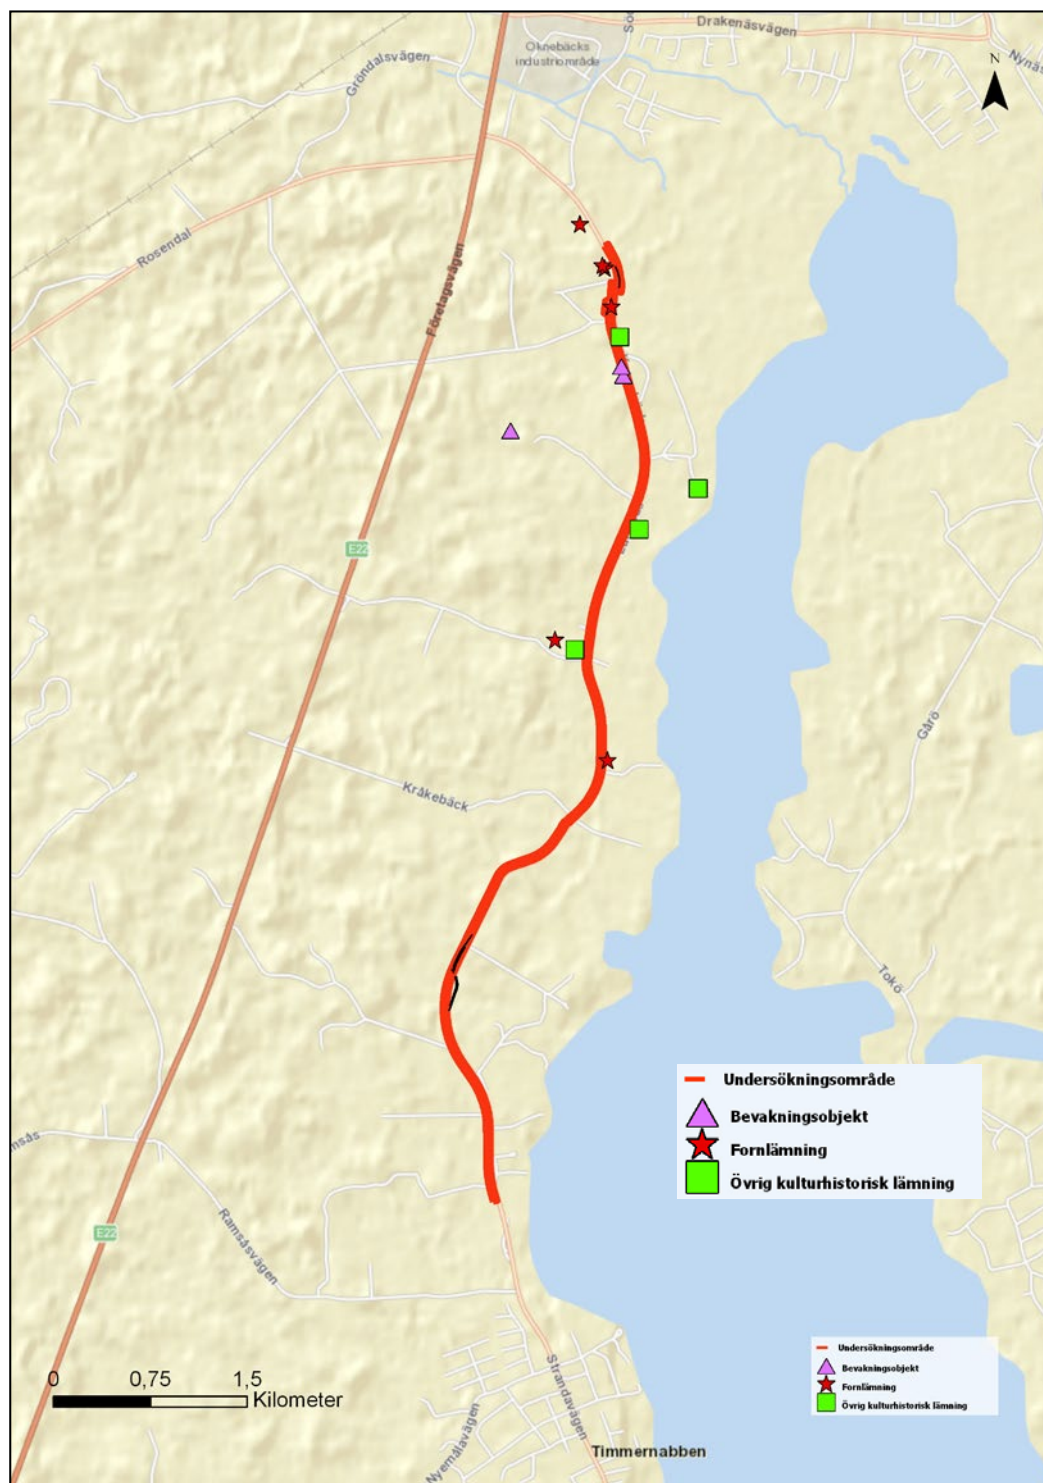 Drakenäsvägen
Oknebäcks
industriområde
Gröndalsvägen
N
Rosendal
Företagsvägen
E22
Gårö
Kråkebäck
Tokö
Undersökningsområde
Bevakningsobjekt
Fornlämning
Övrig kulturhistorisk lämning
E22
Ramsåsvägen
Undersökningsområde
Bevakningsobjekt
Fornlämning
Övrig kulturhistorisk lämning
0 0,75 1,5
Kilometer
Strandavägen
Nyemålavägen
Timmernabben